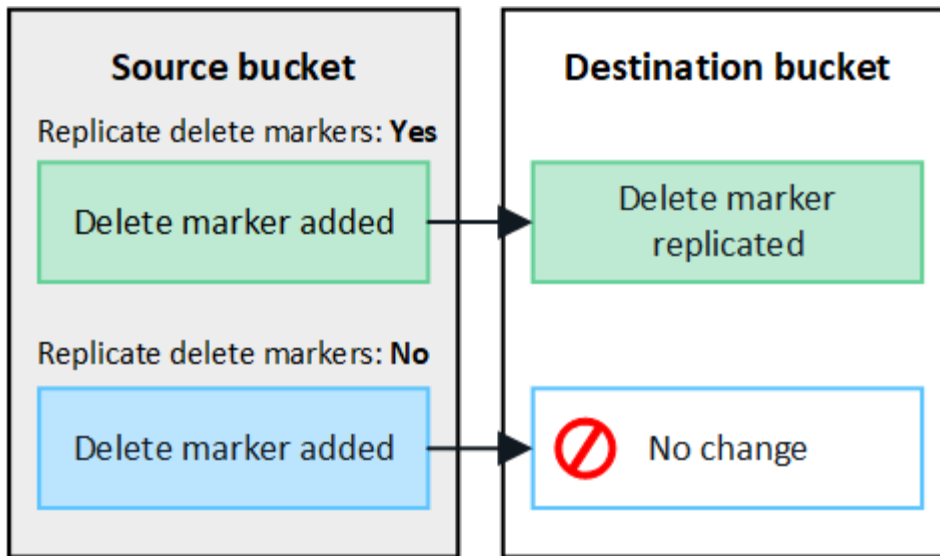 Source bucket
Destination bucket
Replicate delete markers: Yes
Delete marker added
Delete marker
replicated
Replicate delete markers: No
Delete marker added
No change